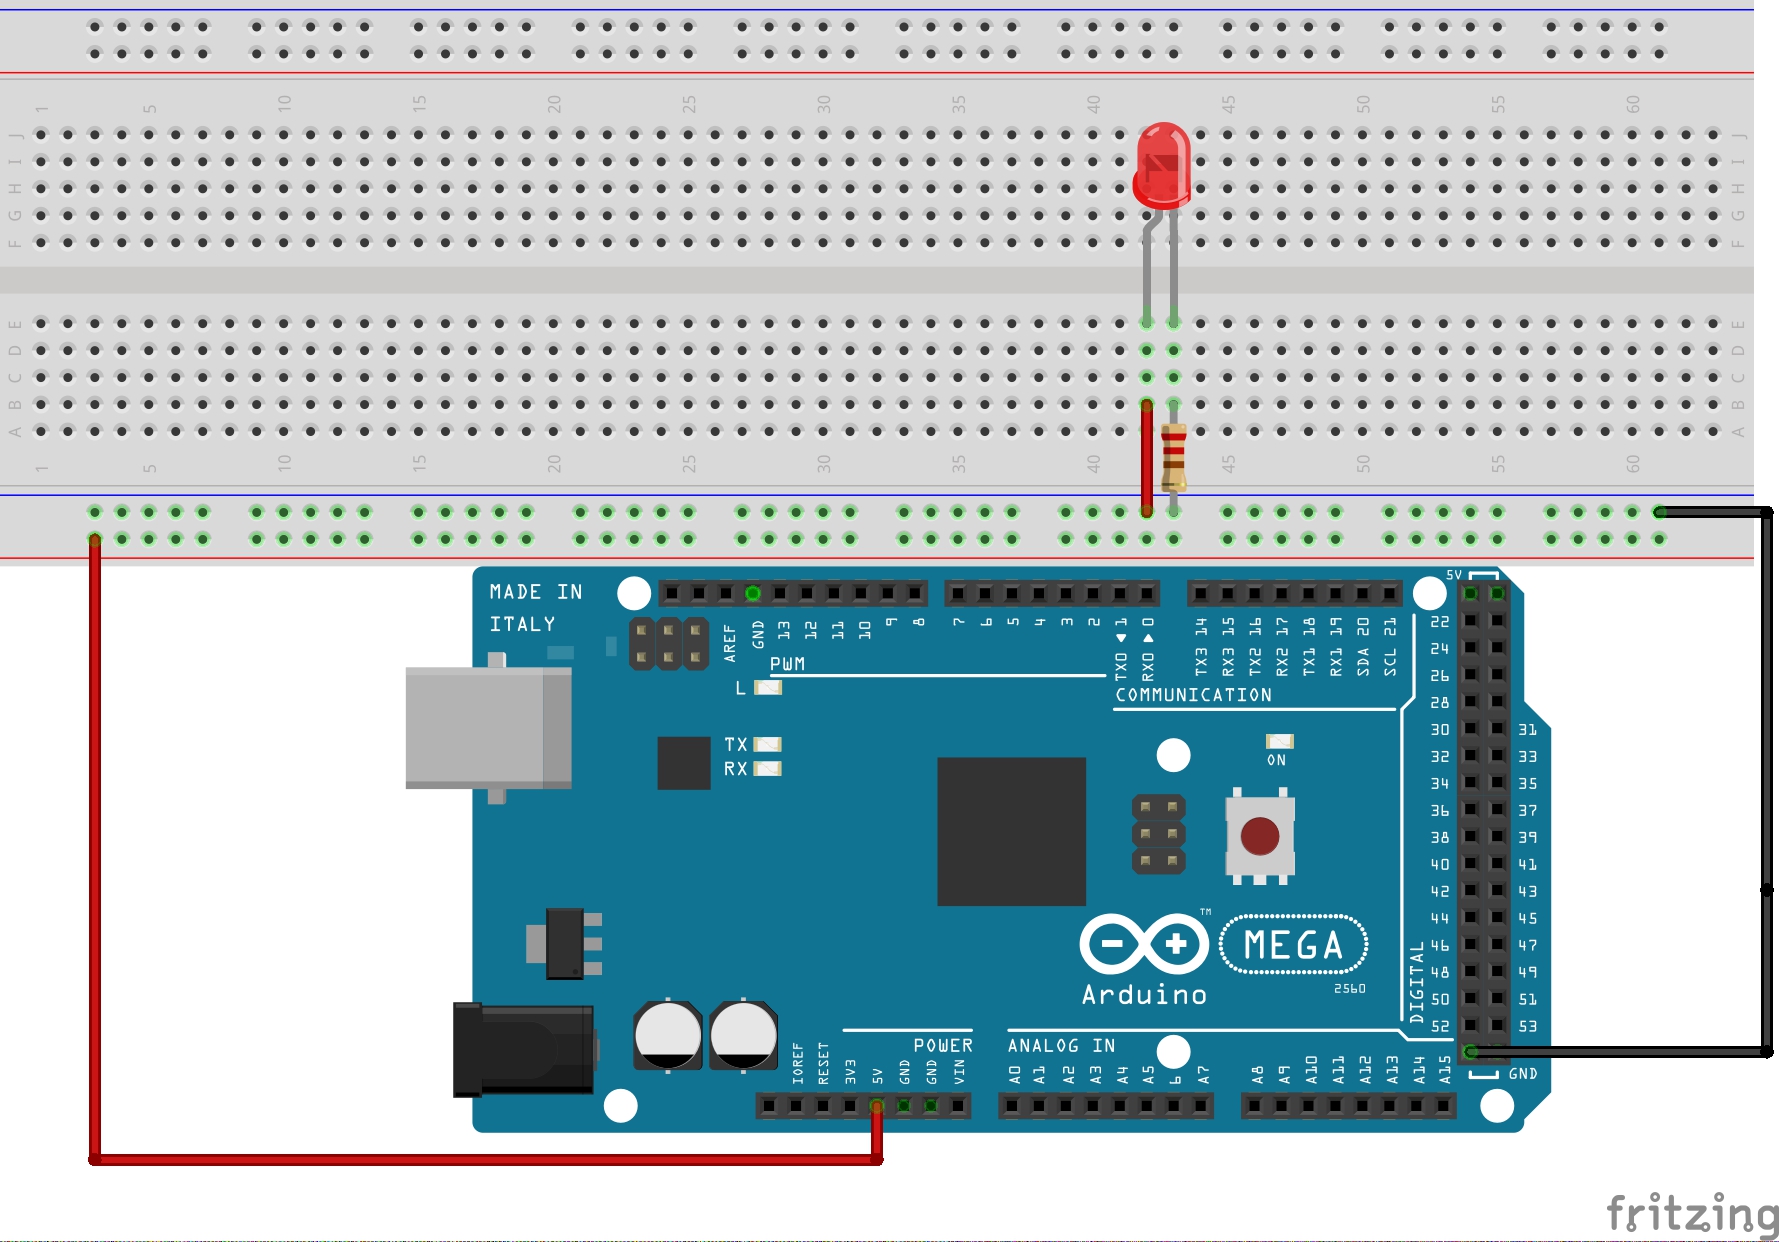 1 5 10 15 20 25 30 35 40 45 50 55 60
J J
I I
H H
G G
F F
E E
D D
C C
B B
A A
1 5 10 15 20 25 30 35 40 45 50 55 60
MADE IN
ITALY
AREF GND 13 12 11 10 9 8 7 6 5 4 3 2 TX0 1 RX0 0 TX3 14 RX3 15 TX2 16 RX2 17 TX1 18 RX1 19 SDA 20 SCL 21
5V
PWM
L
COMMUNICATION
TX
RX
ON
22
24
26
28
30 31
32 33
34 35
36 37
38 39
40 41
42 43
44 45
46 47
48 49
50 51
52 53
GND
DIGITAL
MEGA
TM
Arduino
2560
POWER
ANALOG IN
IOREF RESET 3V3 5V GND GND VIN A0 A1 A2 A3 A4 A5 6 A7 A8 A9 A10 A11 A12 A13 A14 A15
fritzing